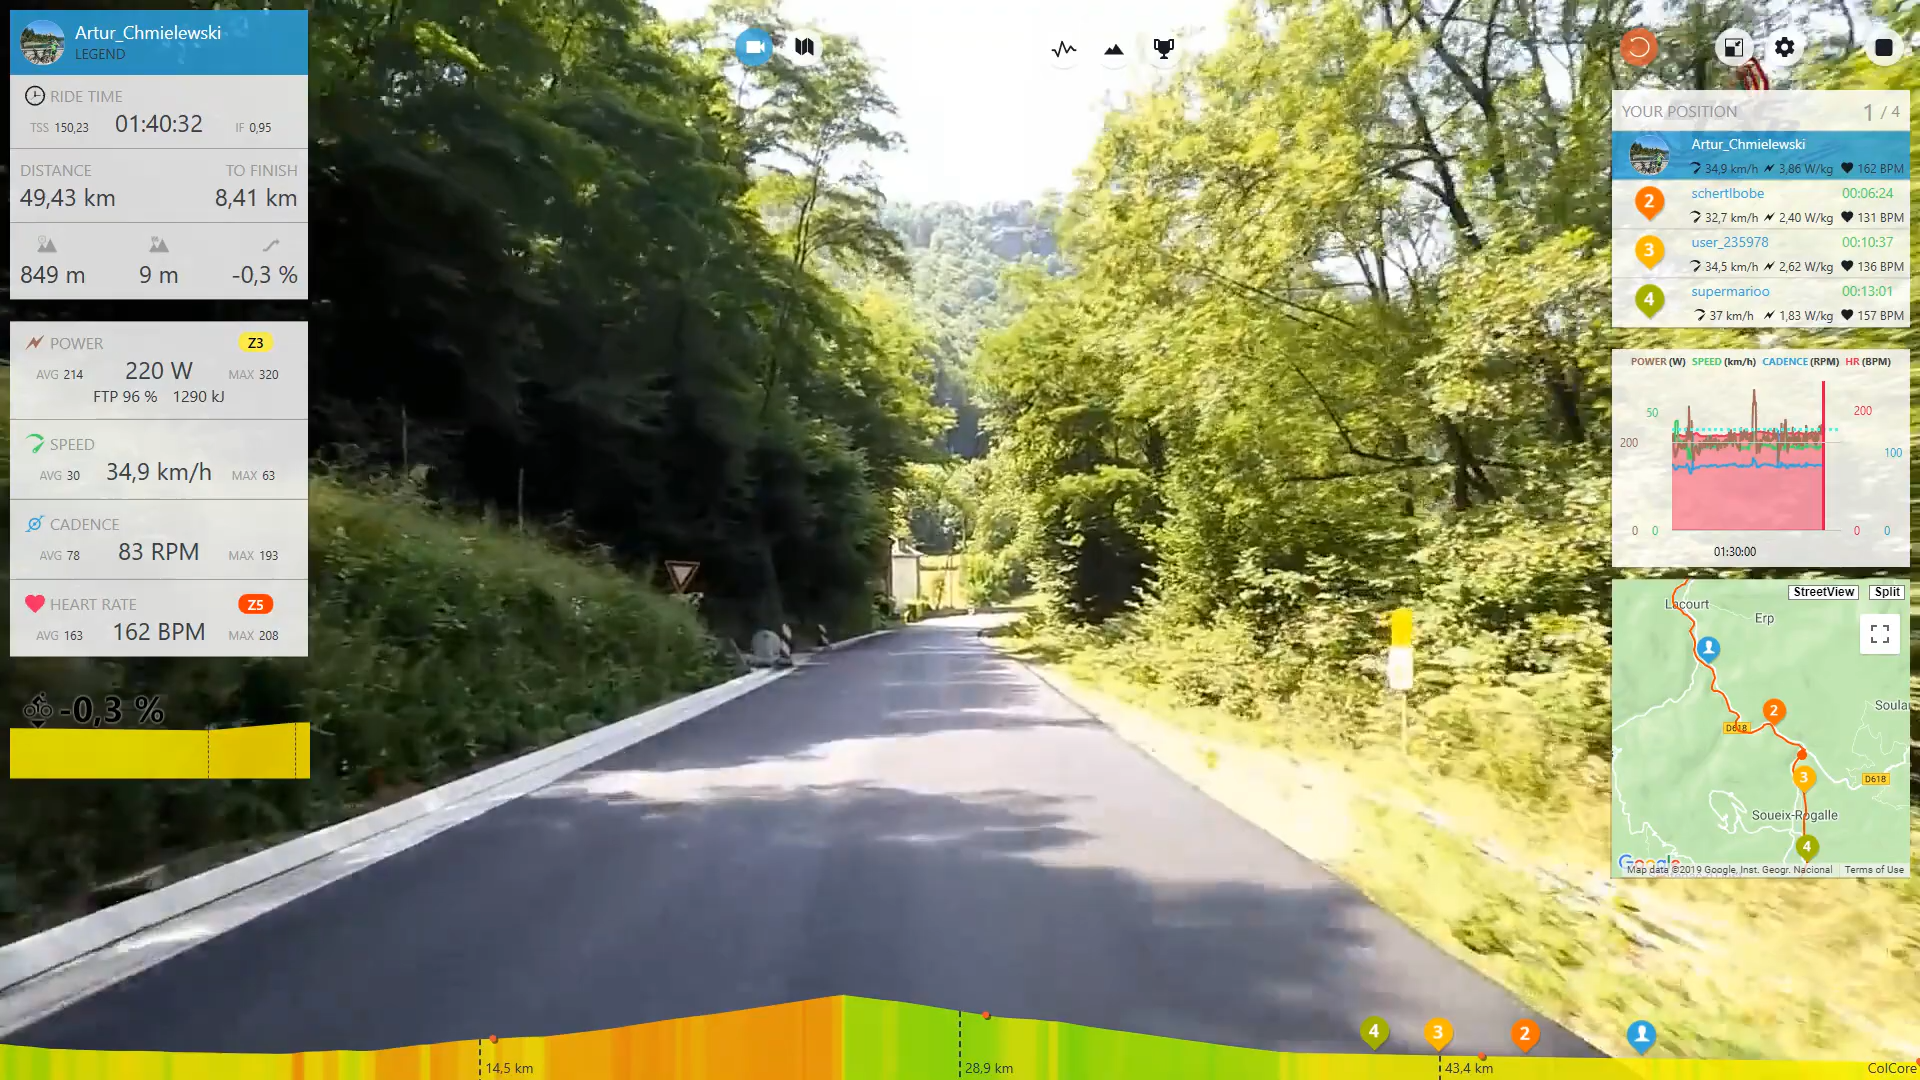 Artur_Chmielewski
LEGEND
RIDE TIME
TSS 150,23 01:40:32 IF 0,95
DISTANCE TO FINISH
49,43 km 8,41 km
849 m 9 m -0,3 %
POWER Z3
AVG 214 220 W MAX 320
FTP 96 % 1290 kJ
SPEED
AVG 30 34,9 km/h MAX 63
CADENCE
AVG 78 83 RPM MAX 193
HEART RATE Z5
AVG 163 162 BPM MAX 208
-0,3 %
YOUR POSITION 1 / 4
Artur_Chmielewski
34,9 km/h 3,86 W/kg 162 BPM
2 schertlbobe 00:06:24
32,7 km/h 2,40 W/kg 131 BPM
3 user_235978 00:10:37
34,5 km/h 2,62 W/kg 136 BPM
4 supermarioo 00:13:01
37 km/h 1,83 W/kg 157 BPM
POWER (W) SPEED (km/h) CADENCE (RPM) HR (BPM)
50 200
200 100
0 0 0 0
01:30:00
StreetView Split
Lacourt
Erp
2
Soula
D618
D618
3
Soueix-Rogalle
4
Google
Map data ©2019 Google, Inst. Geogr. Nacional Terms of Use
4 3 2
14,5 km 28,9 km 43,4 km ColCore